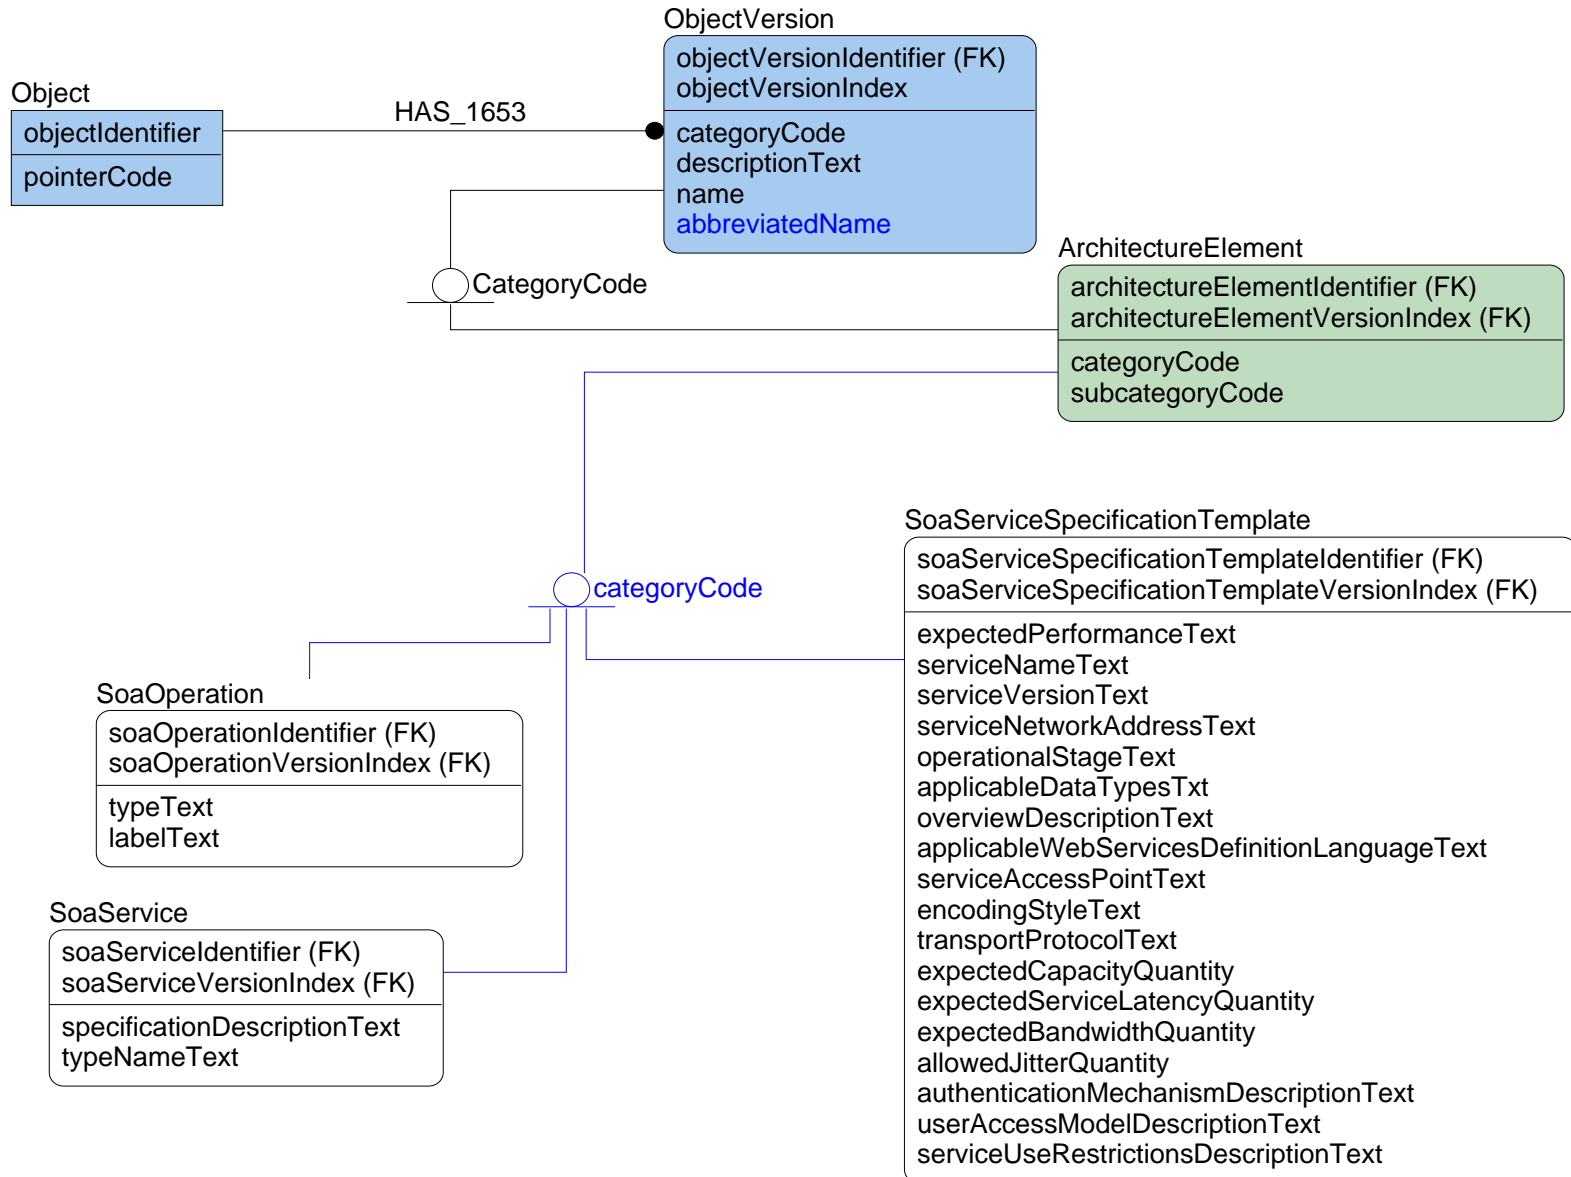 ObjectVersion
objectVersionIdentifier (FK)
objectVersionIndex
categoryCode
descriptionText
name
abbreviatedName
Object
objectIdentifier
pointerCode
HAS_1653
CategoryCode
ArchitectureElement
architectureElementIdentifier (FK)
architectureElementVersionIndex (FK)
categoryCode
subcategoryCode
categoryCode
SoaServiceSpecificationTemplate
soaServiceSpecificationTemplateIdentifier (FK)
soaServiceSpecificationTemplateVersionIndex (FK)
expectedPerformanceText
serviceNameText
serviceVersionText
serviceNetworkAddressText
operationalStageText
applicableDataTypesTxt
overviewDescriptionText
applicableWebServicesDefinitionLanguageText
serviceAccessPointText
encodingStyleText
transportProtocolText
expectedCapacityQuantity
expectedServiceLatencyQuantity
expectedBandwidthQuantity
allowedJitterQuantity
authenticationMechanismDescriptionText
userAccessModelDescriptionText
serviceUseRestrictionsDescriptionText
SoaOperation
soaOperationIdentifier (FK)
soaOperationVersionIndex (FK)
typeText
labelText
SoaService
soaServiceIdentifier (FK)
soaServiceVersionIndex (FK)
specificationDescriptionText
typeNameText